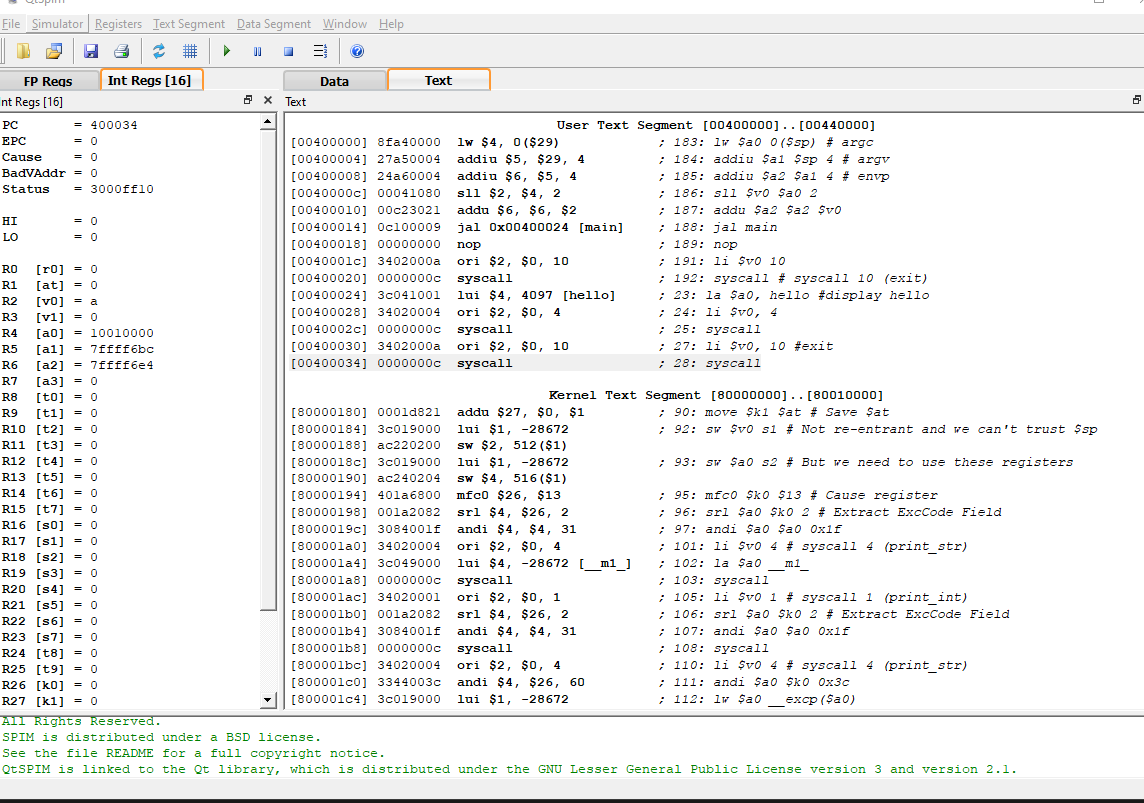 QtSpim
File Simulator Registers Text Segment Data Segment Window Help
FP Regs Int Regs [16] Data Text
nt Regs [16] Text
PC = 400034
EPC = 0
Cause = 0
BadVAddr = 0
Status = 3000ff10
HI = 0
LO = 0
R0 [r0] = 0
R1 [at] = 0
R2 [v0] = a
R3 [v1] = 0
R4 [a0] = 10010000
R5 [a1] = 7ffff6bc
R6 [a2] = 7ffff6e4
R7 [a3] = 0
R8 [t0] = 0
R9 [t1] = 0
R10 [t2] = 0
R11 [t3] = 0
R12 [t4] = 0
R13 [t5] = 0
R14 [t6] = 0
R15 [t7] = 0
R16 [s0] = 0
R17 [s1] = 0
R18 [s2] = 0
R19 [s3] = 0
R20 [s4] = 0
R21 [s5] = 0
R22 [s6] = 0
R23 [s7] = 0
R24 [t8] = 0
R25 [t9] = 0
R26 [k0] = 0
R27 [k1] = 0
User Text Segment [00400000]..[00440000]
[00400000] 8fa40000 lw $4, 0($29) ; 183: lw $a0 0($sp) # argc
[00400004] 27a50004 addiu $5, $29, 4 ; 184: addiu $a1 $sp 4 # argv
[00400008] 24a60004 addiu $6, $5, 4 ; 185: addiu $a2 $a1 4 # envp
[0040000c] 00041080 sll $2, $4, 2 ; 186: sll $v0 $a0 2
[00400010] 00c23021 addu $6, $6, $2 ; 187: addu $a2 $a2 $v0
[00400014] 0c100009 jal 0x00400024 [main] ; 188: jal main
[00400018] 00000000 nop ; 189: nop
[0040001c] 3402000a ori $2, $0, 10 ; 191: li $v0 10
[00400020] 0000000c syscall ; 192: syscall # syscall 10 (exit)
[00400024] 3c041001 lui $4, 4097 [hello] ; 23: la $a0, hello #display hello
[00400028] 34020004 ori $2, $0, 4 ; 24: li $v0, 4
[0040002c] 0000000c syscall ; 25: syscall
[00400030] 3402000a ori $2, $0, 10 ; 27: li $v0, 10 #exit
[00400034] 0000000c syscall ; 28: syscall
Kernel Text Segment [80000000]..[80010000]
[80000180] 0001d821 addu $27, $0, $1 ; 90: move $k1 $at # Save $at
[80000184] 3c019000 lui $1, -28672 ; 92: sw $v0 s1 # Not re-entrant and we can't trust $sp
[80000188] ac220200 sw $2, 512($1)
[8000018c] 3c019000 lui $1, -28672 ; 93: sw $a0 s2 # But we need to use these registers
[80000190] ac240204 sw $4, 516($1)
[80000194] 401a6800 mfc0 $26, $13 ; 95: mfc0 $k0 $13 # Cause register
[80000198] 001a2082 srl $4, $26, 2 ; 96: srl $a0 $k0 2 # Extract ExcCode Field
[8000019c] 3084001f andi $4, $4, 31 ; 97: andi $a0 $a0 0x1f
[800001a0] 34020004 ori $2, $0, 4 ; 101: li $v0 4 # syscall 4 (print_str)
[800001a4] 3c049000 lui $4, -28672 [__m1_] ; 102: la $a0 __m1_
[800001a8] 0000000c syscall ; 103: syscall
[800001ac] 34020001 ori $2, $0, 1 ; 105: li $v0 1 # syscall 1 (print_int)
[800001b0] 001a2082 srl $4, $26, 2 ; 106: srl $a0 $k0 2 # Extract ExcCode Field
[800001b4] 3084001f andi $4, $4, 31 ; 107: andi $a0 $a0 0x1f
[800001b8] 0000000c syscall ; 108: syscall
[800001bc] 34020004 ori $2, $0, 4 ; 110: li $v0 4 # syscall 4 (print_str)
[800001c0] 3344003c andi $4, $26, 60 ; 111: andi $a0 $k0 0x3c
[800001c4] 3c019000 lui $1, -28672 ; 112: lw $a0 __excp($a0)
All Rights Reserved.
SPIM is distributed under a BSD license.
See the file README for a full copyright notice.
QtSPIM is linked to the Qt library, which is distributed under the GNU Lesser General Public License version 3 and version 2.1.